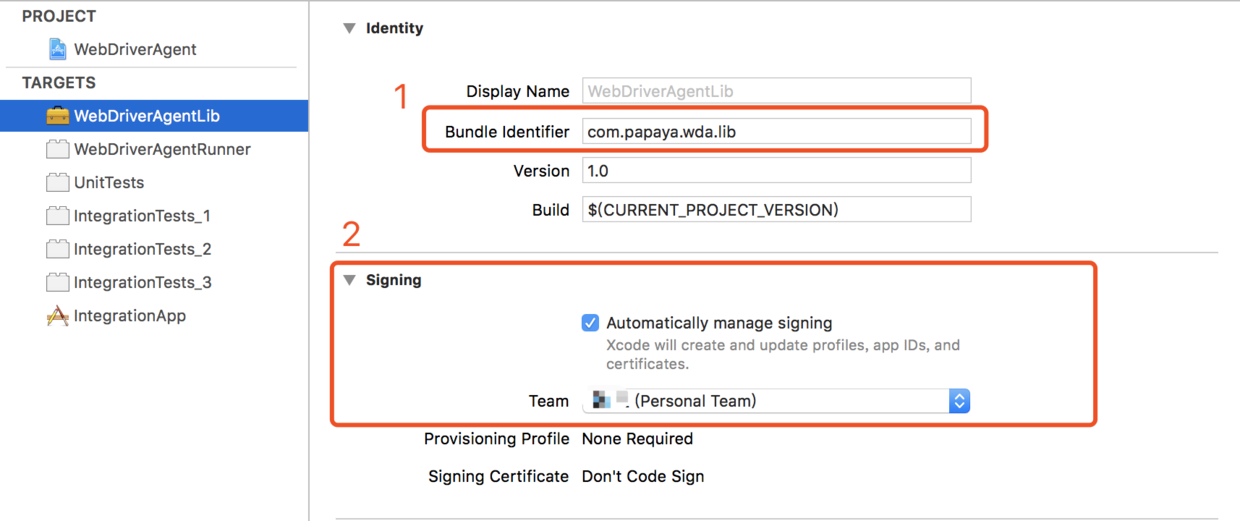 PROJECT
WebDriverAgent
TARGETS
WebDriverAgentLib
WebDriverAgentRunner
UnitTests
IntegrationTests_1
IntegrationTests_2
IntegrationTests_3
IntegrationApp
Identity
1
Display Name WebDriverAgentLib
Bundle Identifier com.papaya.wda.lib
Version 1.0
Build $(CURRENT_PROJECT_VERSION)
2
Signing
Automatically manage signing
Xcode will create and update profiles, app IDs, and
certificates.
Team (Personal Team)
Provisioning Profile None Required
Signing Certificate Don't Code Sign